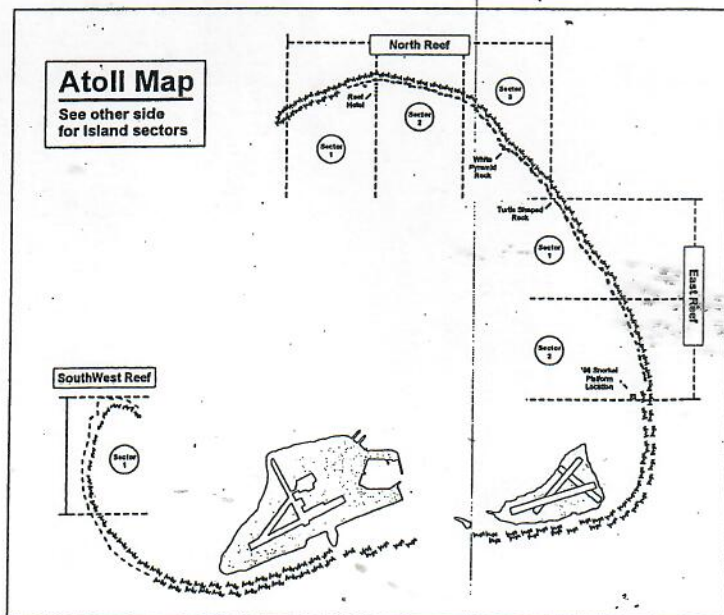 Atoll Map
See other side
for Island sectors
North Reef
Reef
Hotel
Sector
1
Sector
2
Sector
3
White
Pyramid
Rock
Turtle Shaped
Rock
Sector
1
East Reef
Sector
2
'96 Snorkel
Platform
Location
SouthWest Reef
Sector
1